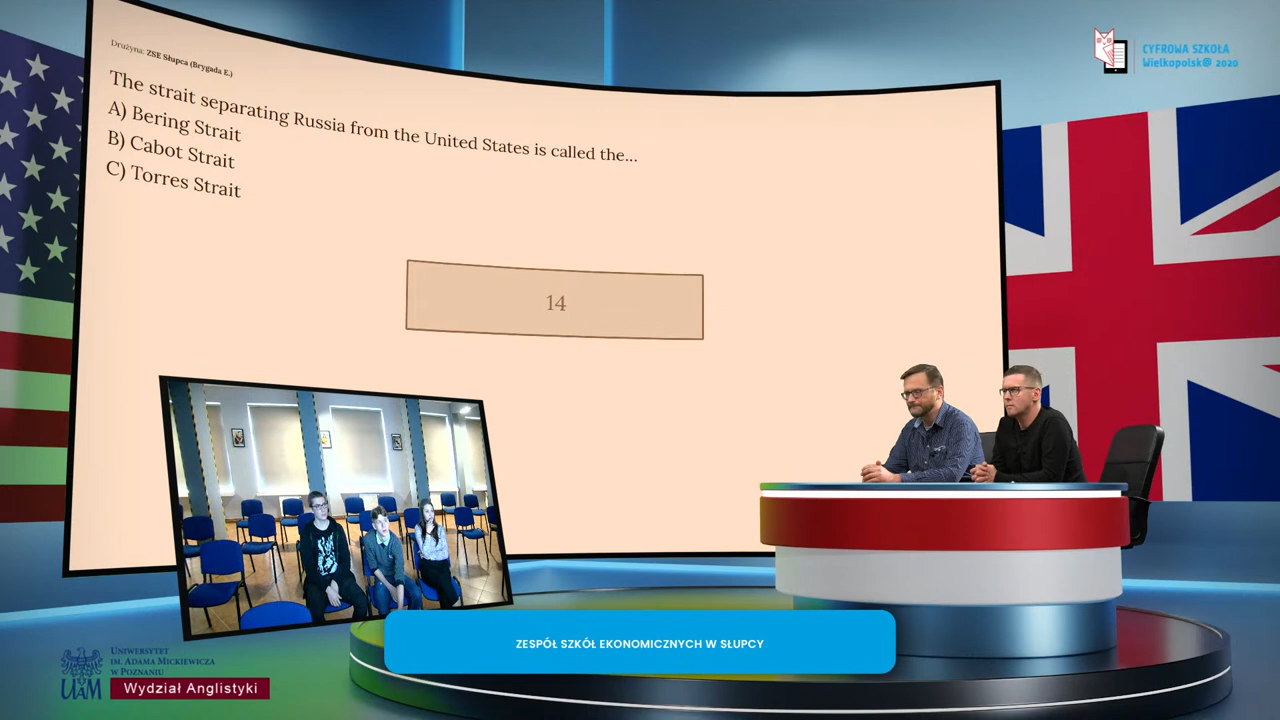 Drużyna: ZSE Słupca (Brygada E.)
The strait separating Russia from the United States is called the...
A) Bering Strait
B) Cabot Strait
C) Torres Strait
14
CYFROWA SZKOŁA
Wielkopolsk@ 2020
ZESPÓŁ SZKÓŁ EKONOMICZNYCH W SŁUPCY
UNIWERSYTET
IM. ADAMA MICKIEWICZA
W POZNANIU
UAM
Wydział Anglistyki